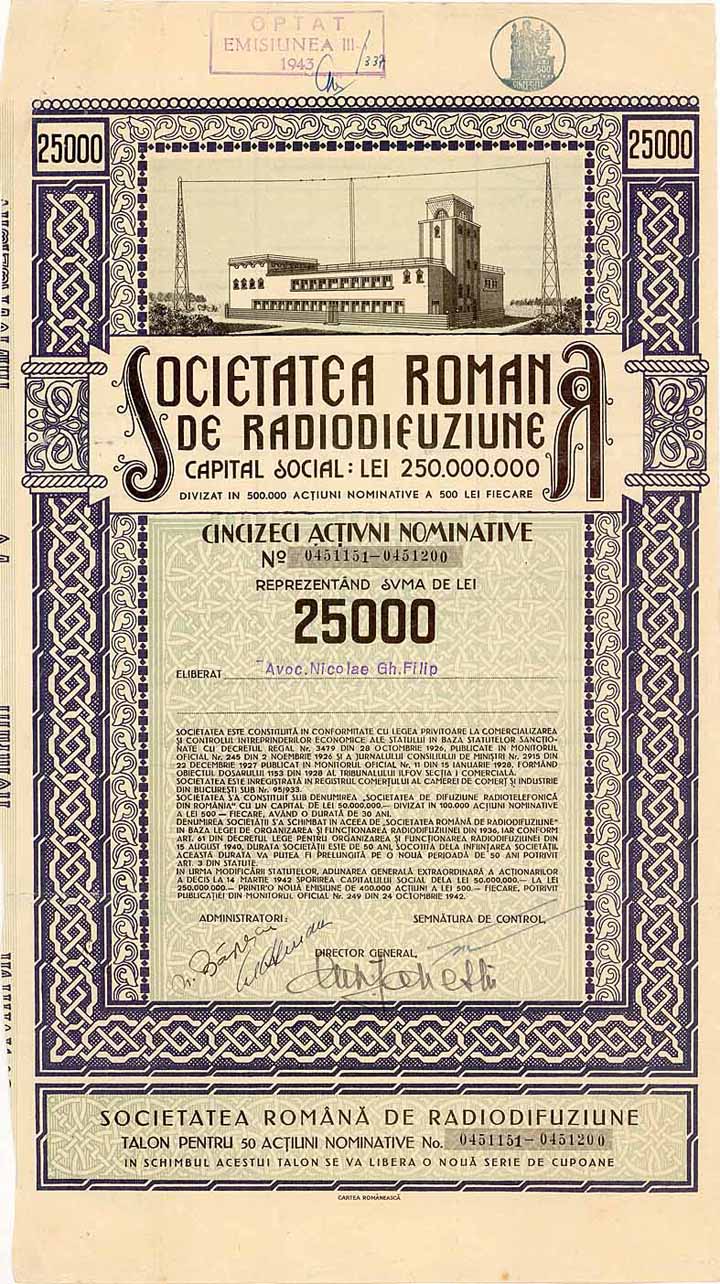 OPTAT
EMISIUNEA III-
1943
25000
25000
SOCIETATEA ROMANA
DE RADIODIFUZIUNE
CAPITAL SOCIAL: LEI 250.000.000
DIVIZAT IN 500.000 ACȚIUNI NOMINATIVE A 500 LEI FIECARE
CINCIZECI ACȚIVNI NOMINATIVE
No 0451151-0451200
REPREZENTÂND SVMA DE LEI
25000
ELIBERAT Avoc.Nicolae Gh.Filip
SOCIETATEA ESTE CONSTITUITĂ IN CONFORMITATE CU LEGEA PRIVITOARE LA COMERCIALIZAREA
ȘI CONTROLUL INTREPRINDERILOR ECONOMICE ALE STATULUI IN BAZA STATUTELOR SANCȚIO-
NATE CU DECRETUL REGAL Nr. 3479 DIN 28 OCTOMBRIE 1926, PUBLICATE IN MONITORUL
OFICIAL Nr. 245 DIN 2 NOEMBRIE 1926 ȘI A JURNALULUI CONSILIULUI DE MINIȘTRI Nr. 2915 DIN
22 DECEMBRIE 1927 PUBLICAT IN MONITORUL OFICIAL Nr. 11 DIN 15 IANUARIE 1928, FORMÂND
OBIECTUL DOSARULUI 1153 DIN 1928 AL TRIBUNALULUI ILFOV SECȚIA I COMERCIALĂ.
SOCIETATEA ESTE INREGISTRATĂ IN REGISTRUL COMERȚULUI AL CAMEREI DE COMERȚ ȘI INDUSTRIE
DIN BUCUREȘTI SUB Nr. 95/933.
SOCIETATEA S'A CONSTITUIT SUB DENUMIREA „SOCIETATEA DE DIFUZIUNE RADIOTELEFONICĂ
DIN ROMÂNIA" CU UN CAPITAL DE LEI 50.000.000— DIVIZAT IN 100.000 ACȚIUNI NOMINATIVE
A LEI 500 — FIECARE, AVÂND O DURATĂ DE 30 ANI.
DENUMIREA SOCIETĂȚII S'A SCHIMBAT IN ACEEA DE „SOCIETATEA ROMÂNĂ DE RADIODIFUZIUNE"
IN BAZA LEGEI DE ORGANIZAREA ȘI FUNCȚIONAREA RADIODIFUZIUNEI DIN 1936, IAR CONFORM
ART. 61 DIN DECRETUL LEGE PENTRU ORGANIZAREA ȘI FUNCȚIONAREA RADIODIFUZIUNEI DIN
15 AUGUST 1940, DURATA SOCIETĂȚII ESTE DE 50 ANI, SOCOTITĂ DELA INFIINȚAREA SOCIETĂȚII.
ACEASTĂ DURATĂ VA PUTEA FI PRELUNGITĂ PE O NOUĂ PERIOADĂ DE 50 ANI POTRIVIT
ART. 3 DIN STATUTE.
IN URMA MODIFICĂRII STATUTELOR, ADUNAREA GENERALĂ EXTRAORDINARĂ A ACȚIONARILOR
A DECIS LA 14 MARTIE 1942 SPORIREA CAPITALULUI SOCIAL DELA LEI 50.000.000.— LA LEI
250.000.000.— PRINTR'O NOUĂ EMISIUNE DE 400.000 ACȚIUNI A LEI 500.— FIECARE, POTRIVIT
PUBLICAȚIEI DIN MONITORUL OFICIAL Nr. 249 DIN 24 OCTOMBRIE 1942.
ADMINISTRATORI: SEMNĂTURA DE CONTROL,
DIRECTOR GENERAL,
SOCIETATEA ROMÂNĂ DE RADIODIFUZIUNE
TALON PENTRU 50 ACȚIUNI NOMINATIVE No. 0451151-0451200
IN SCHIMBUL ACESTUI TALON SE VA LIBERA O NOUĂ SERIE DE CUPOANE
CARTEA ROMÂNEASCĂ